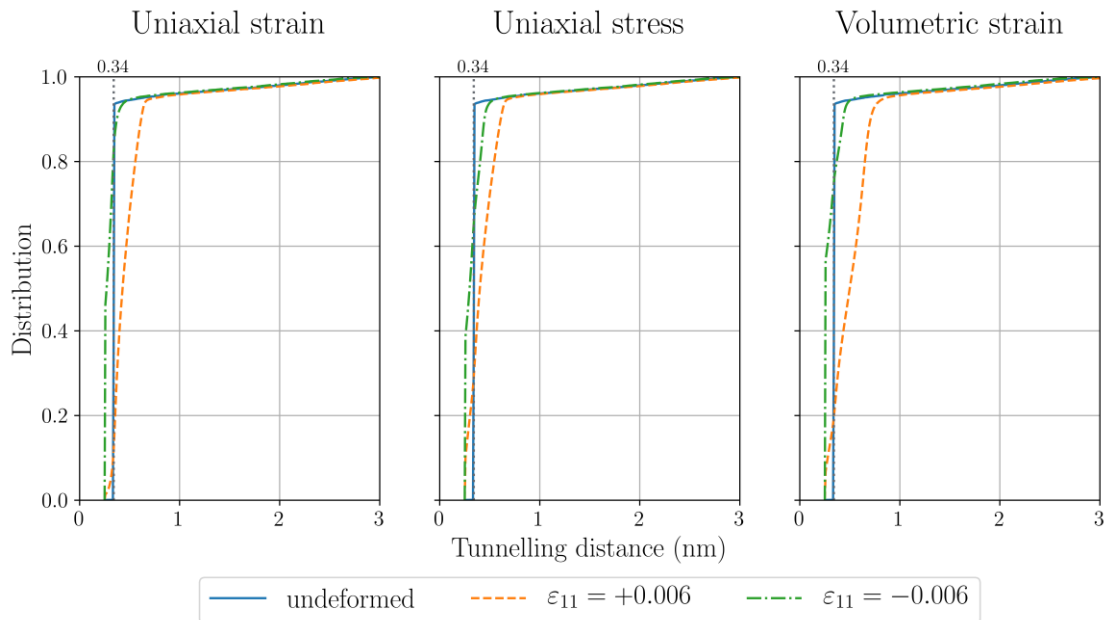 Uniaxial strain Uniaxial stress Volumetric strain
0.34 0.34 0.34
1.0
0.8
0.6
0.4
0.2
0.0
Distribution
0 1 2 3 0 1 2 3 0 1 2 3
Tunnelling distance (nm)
undeformed ε₁₁ = +0.006 ε₁₁ = −0.006